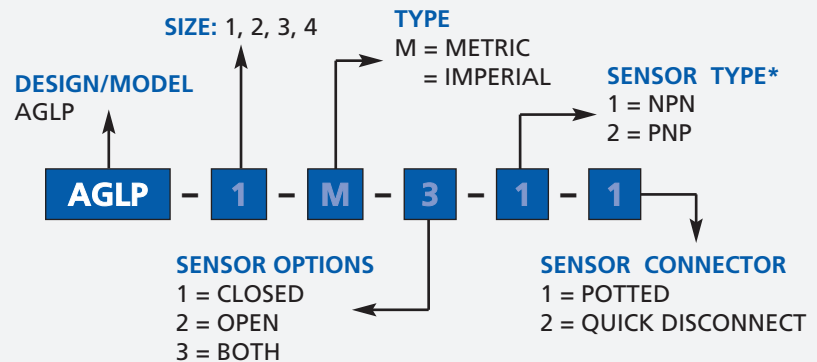 SIZE: 1, 2, 3, 4
TYPE
M = METRIC
= IMPERIAL
DESIGN/MODEL
AGLP
SENSOR TYPE*
1 = NPN
2 = PNP
AGLP - 1 - M - 3 - 1 - 1
SENSOR OPTIONS
1 = CLOSED
2 = OPEN
3 = BOTH
SENSOR CONNECTOR
1 = POTTED
2 = QUICK DISCONNECT